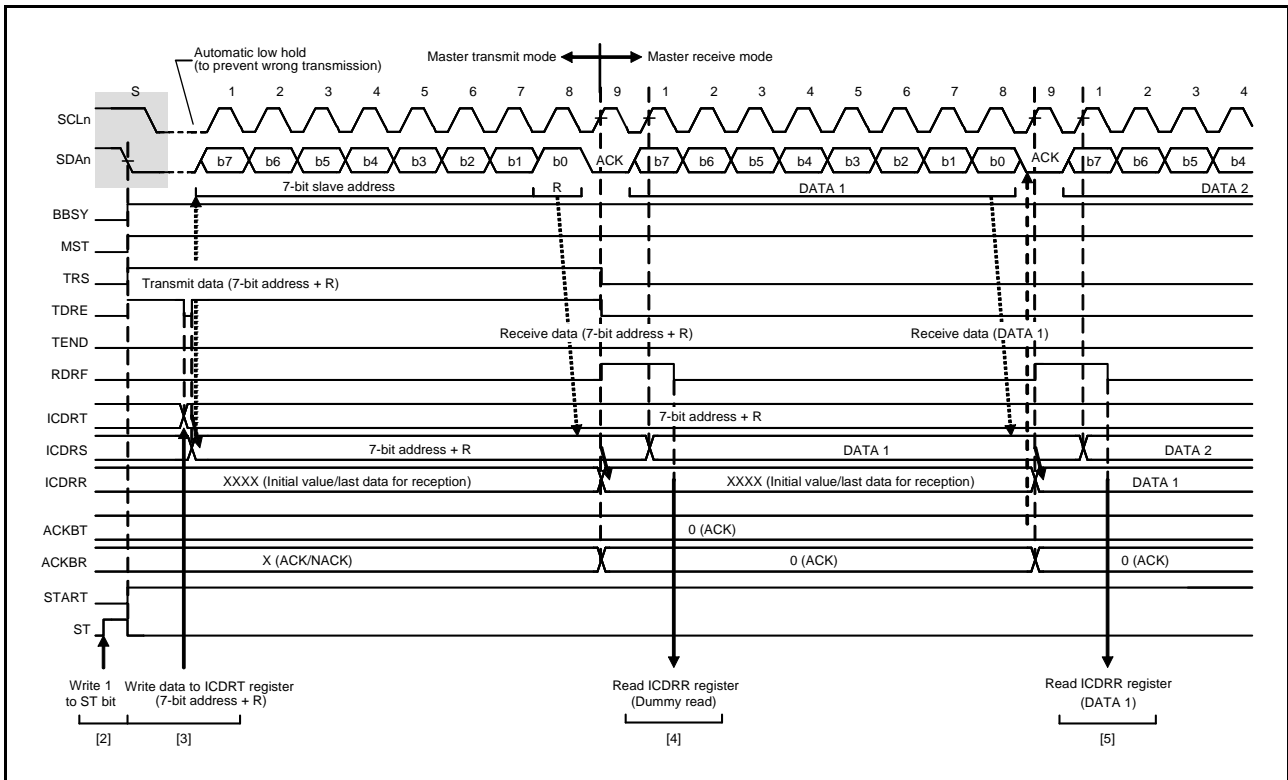 Automatic low hold
(to prevent wrong transmission)
Master transmit mode
Master receive mode
S 1 2 3 4 5 6 7 8 9 1 2 3 4 5 6 7 8 9 1 2 3 4
SCLn
SDAn b7 b6 b5 b4 b3 b2 b1 b0 ACK b7 b6 b5 b4 b3 b2 b1 b0 ACK b7 b6 b5 b4
7-bit slave address R DATA 1 DATA 2
BBSY
MST
TRS
Transmit data (7-bit address + R)
TDRE
Receive data (7-bit address + R) Receive data (DATA 1)
TEND
RDRF
ICDRT 7-bit address + R
ICDRS 7-bit address + R DATA 1 DATA 2
ICDRR XXXX (Initial value/last data for reception) XXXX (Initial value/last data for reception) DATA 1
ACKBT 0 (ACK)
ACKBR X (ACK/NACK) 0 (ACK) 0 (ACK)
START
ST
Write 1
to ST bit
Write data to ICDRT register
(7-bit address + R)
Read ICDRR register
(Dummy read)
Read ICDRR register
(DATA 1)
[2] [3] [4] [5]